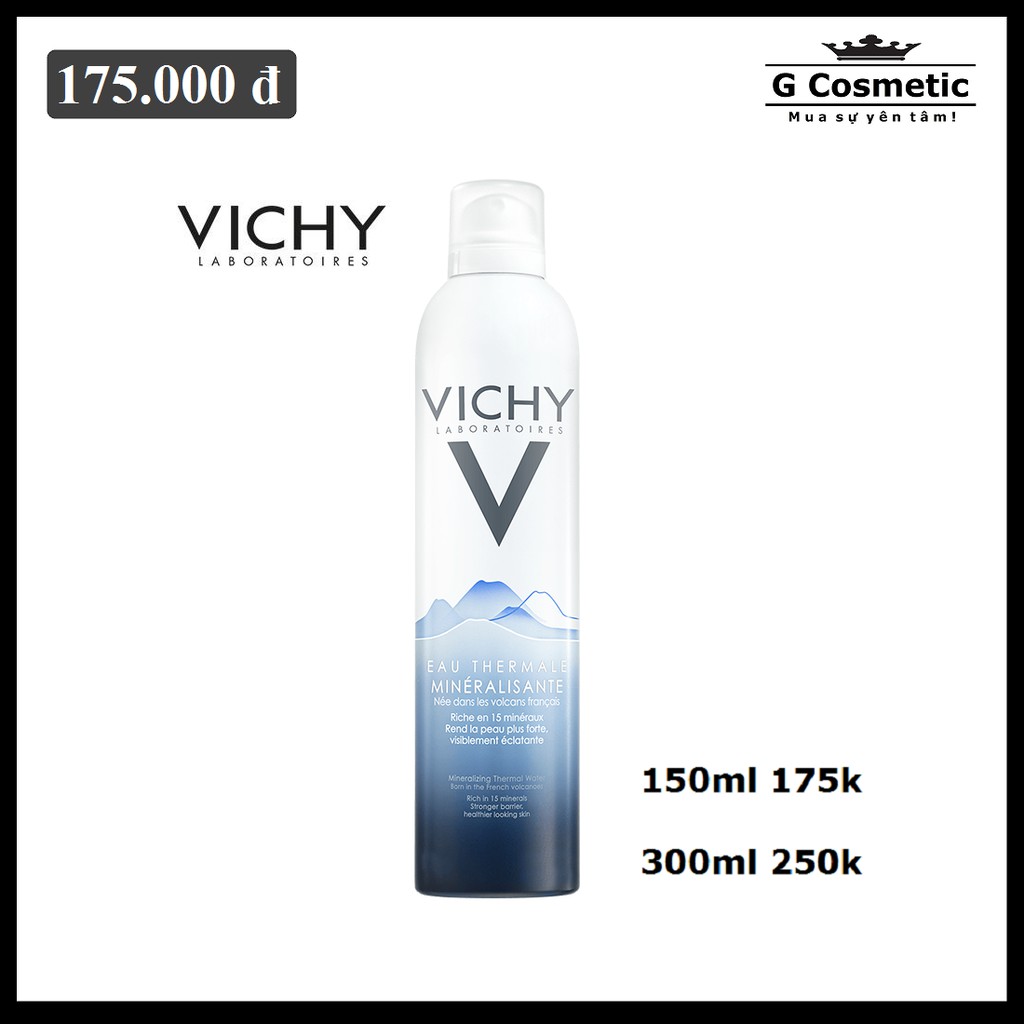 175.000 đ
G Cosmetic
Mua sự yên tâm!
VICHY
LABORATOIRES
VICHY
LABORATOIRES
V
EAU THERMALE
MINÉRALISANTE
Née dans les volcans français
Riche en 15 minéraux
Rend la peau plus forte,
visiblement éclatante
Mineralizing Thermal Water
Born in the French volcanoes
Rich in 15 minerals
Stronger barrier,
healthier looking skin
150ml 175k
300ml 250k